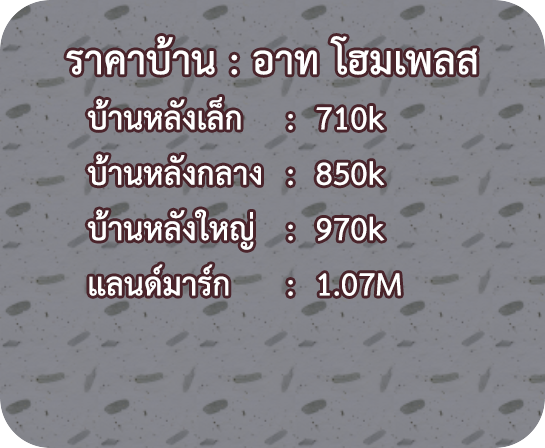 ราคาบ้าน : อาท โฮมเพลส
บ้านหลังเล็ก : 710k
บ้านหลังกลาง : 850k
บ้านหลังใหญ่ : 970k
แลนด์มาร์ก : 1.07M